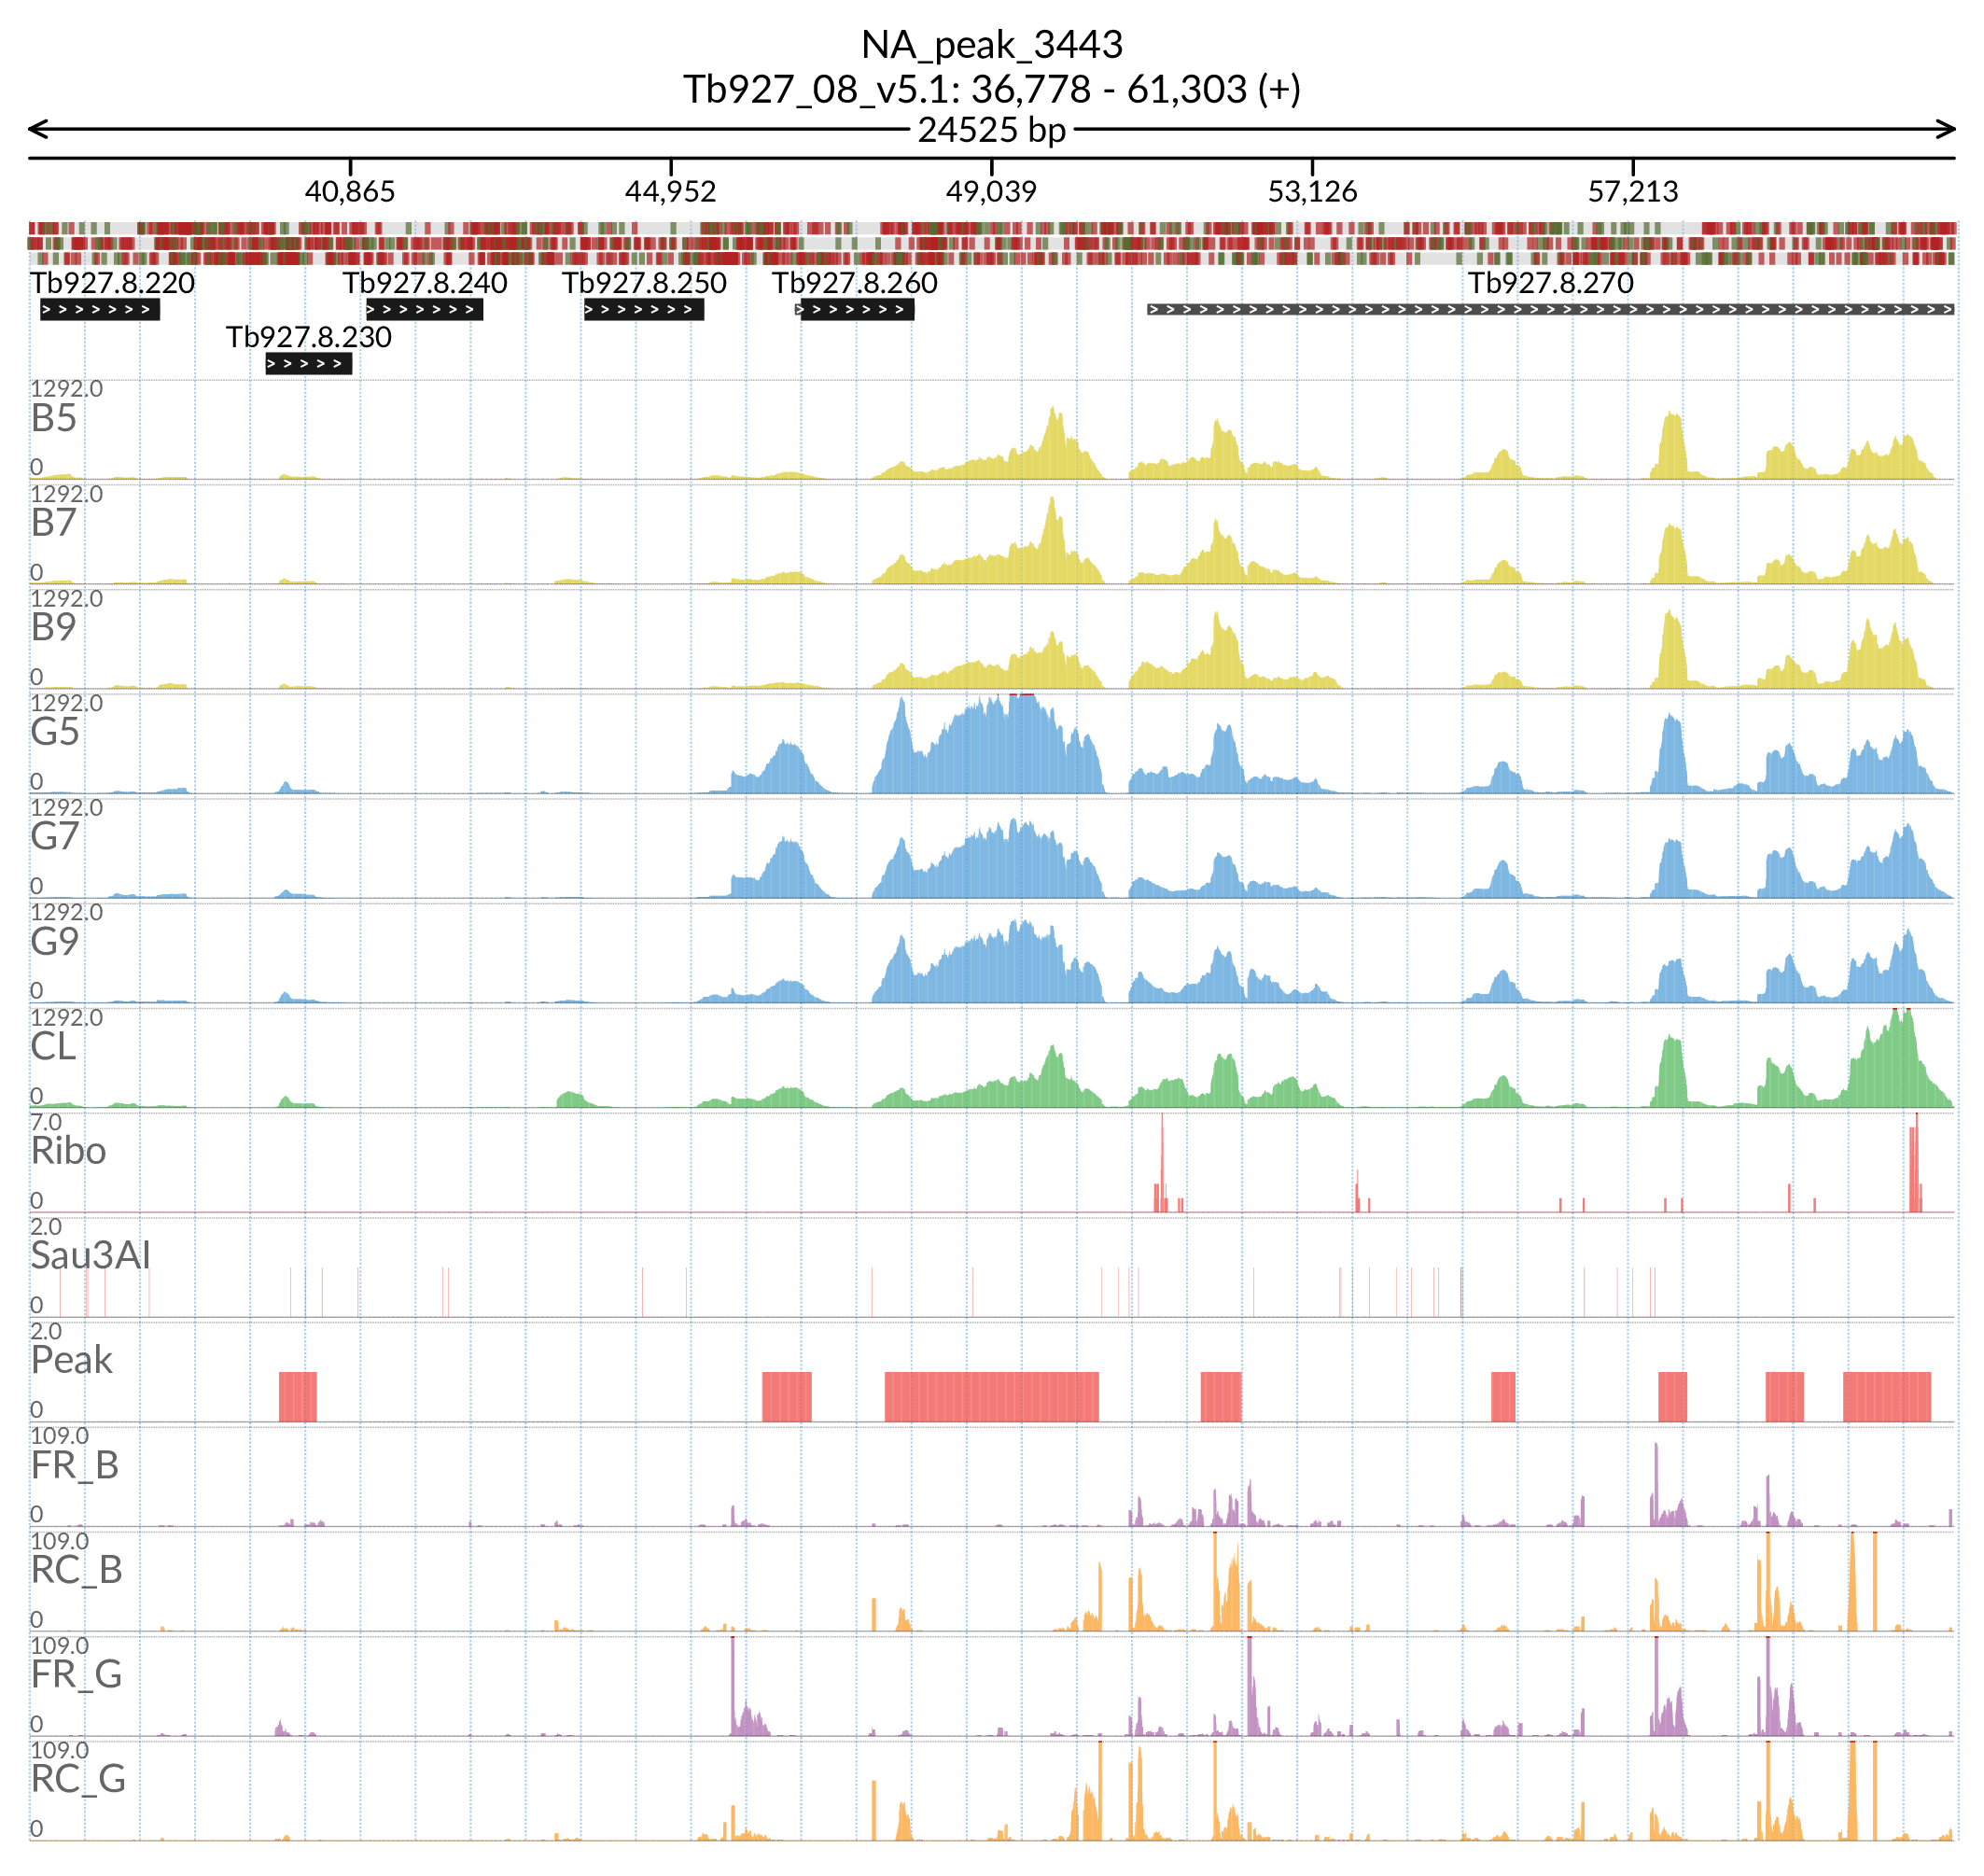 NA_peak_3443
Tb927_08_v5.1: 36,778 - 61,303 (+)
24525 bp
40,865 44,952 49,039 53,126 57,213
Tb927.8.220 Tb927.8.240 Tb927.8.250 Tb927.8.260 Tb927.8.270
Tb927.8.230
1292.0
B5
0
1292.0
B7
0
1292.0
B9
0
1292.0
G5
0
1292.0
G7
0
1292.0
G9
0
1292.0
CL
0
7.0
Ribo
0
2.0
Sau3AI
0
2.0
Peak
0
109.0
FR_B
0
109.0
RC_B
0
109.0
FR_G
0
109.0
RC_G
0